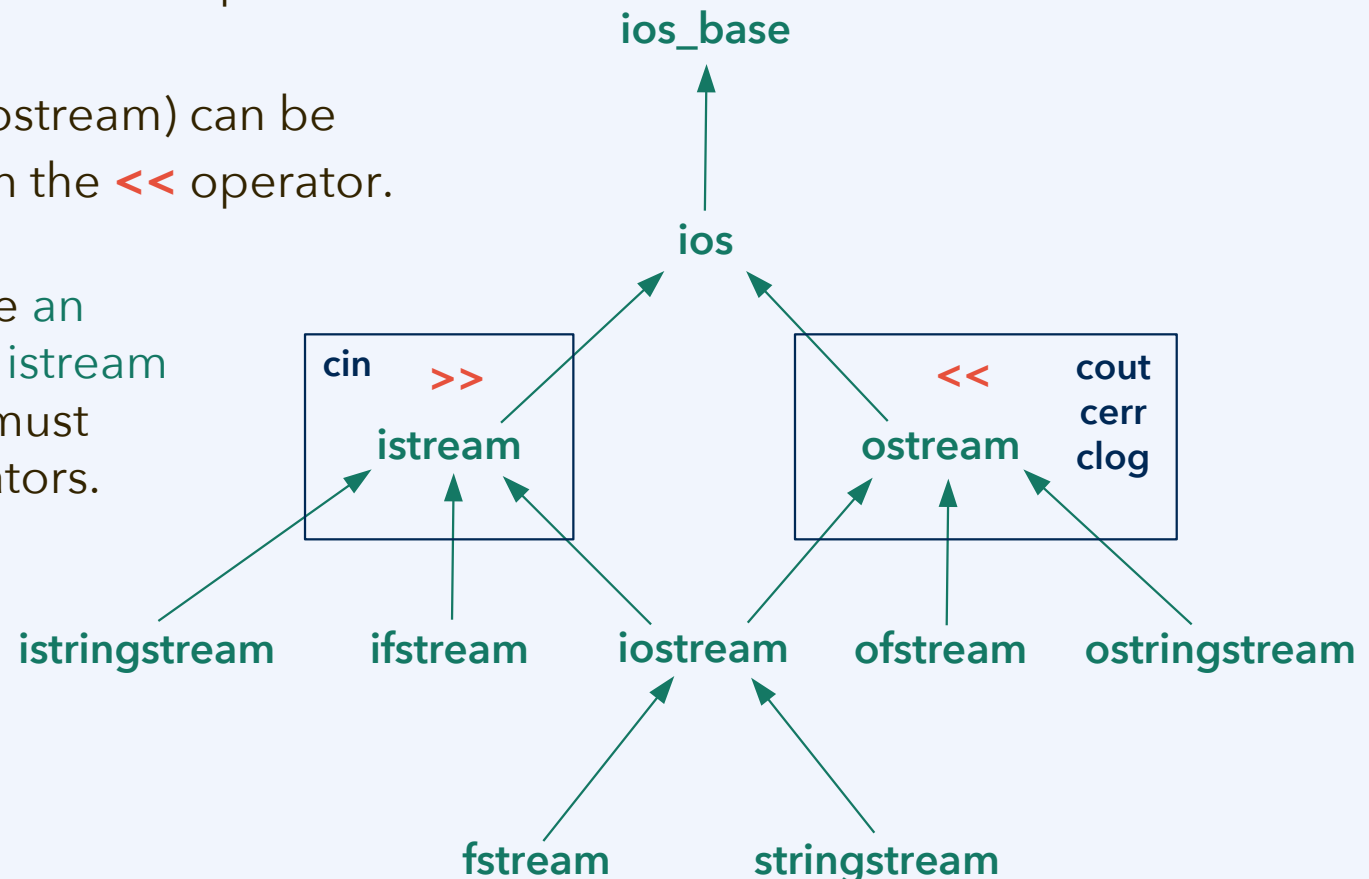 ios_base
ostream) can be
the << operator.
ios
e an
istream
must
ators.
cin >>
istream
<< cout
cerr
ostream
clog
istringstream ifstream iostream ofstream ostringstream
fstream stringstream